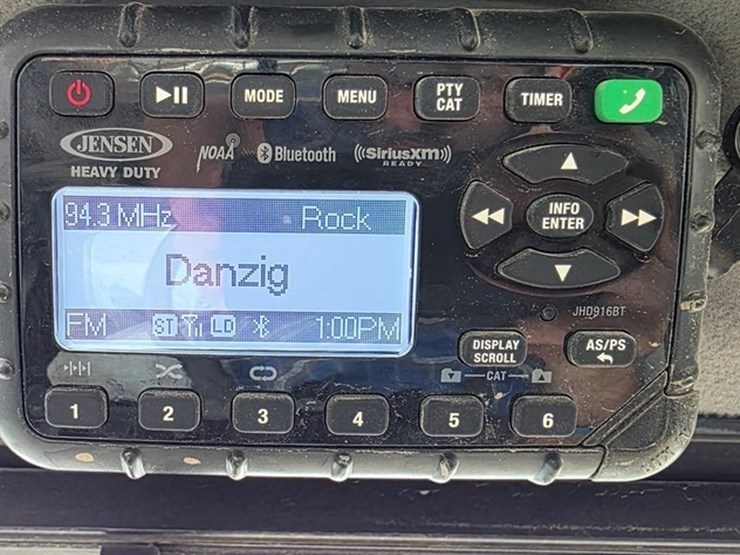 MODE MENU PTY CAT TIMER
JENSEN
HEAVY DUTY
NOAA Bluetooth ((SiriusXM))
READY
INFO
ENTER
94.3 MHz Rock
Danzig
FM ST LD 1:00PM
JHD916BT
DISPLAY
SCROLL
AS/PS
CAT
1 2 3 4 5 6